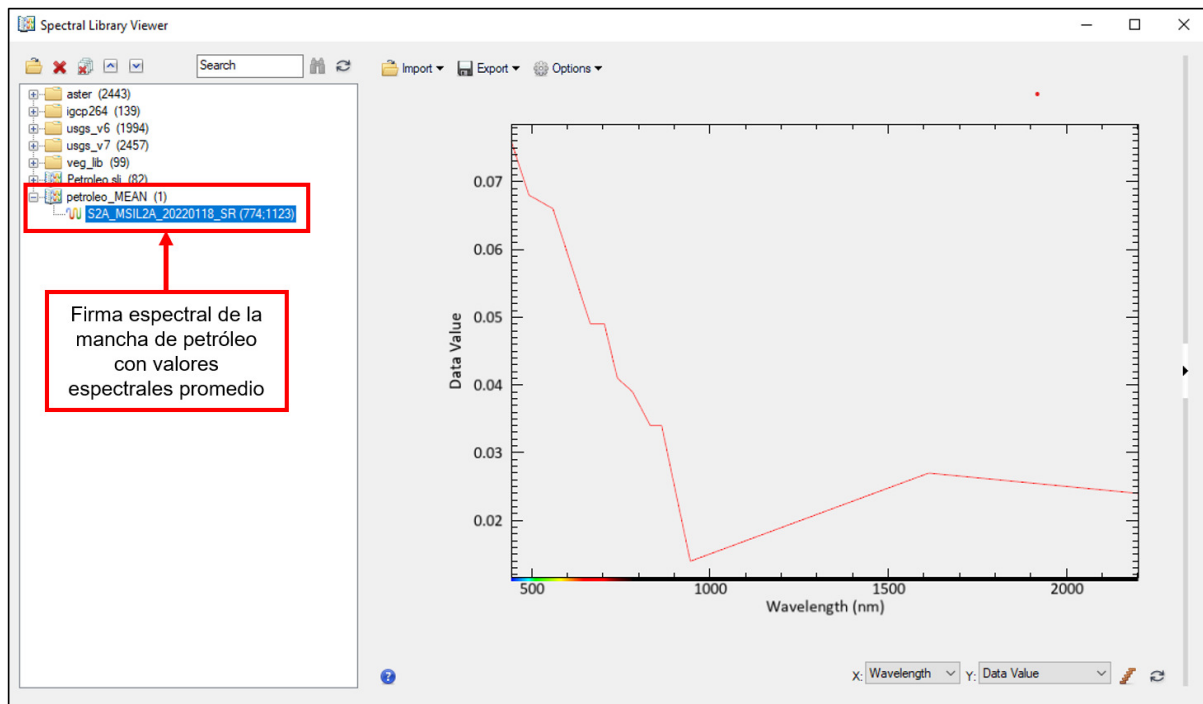 Spectral Library Viewer
Search
Import
Export
Options
aster (2443)
igcp264 (139)
usgs_v6 (1994)
usgs_v7 (2457)
veg_lib (99)
Petroleo.sli (82)
petroleo_MEAN (1)
S2A_MSIL2A_20220118_SR (774;1123)
Firma espectral de la
mancha de petróleo
con valores
espectrales promedio
Data Value
0.07
0.06
0.05
0.04
0.03
0.02
500 1000 1500 2000
Wavelength (nm)
?
X: Wavelength Y: Data Value